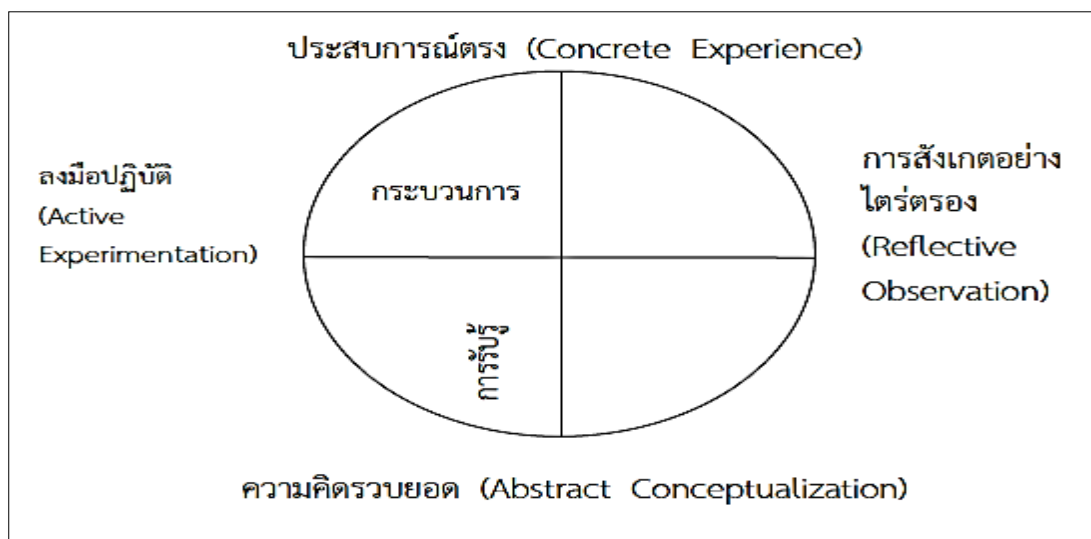 ประสบการณ์ตรง (Concrete Experience)
ลงมือปฏิบัติ
(Active
Experimentation)
กระบวนการ
การสังเกตอย่าง
ไตร่ตรอง
(Reflective
Observation)
การรับรู้
ความคิดรวบยอด (Abstract Conceptualization)